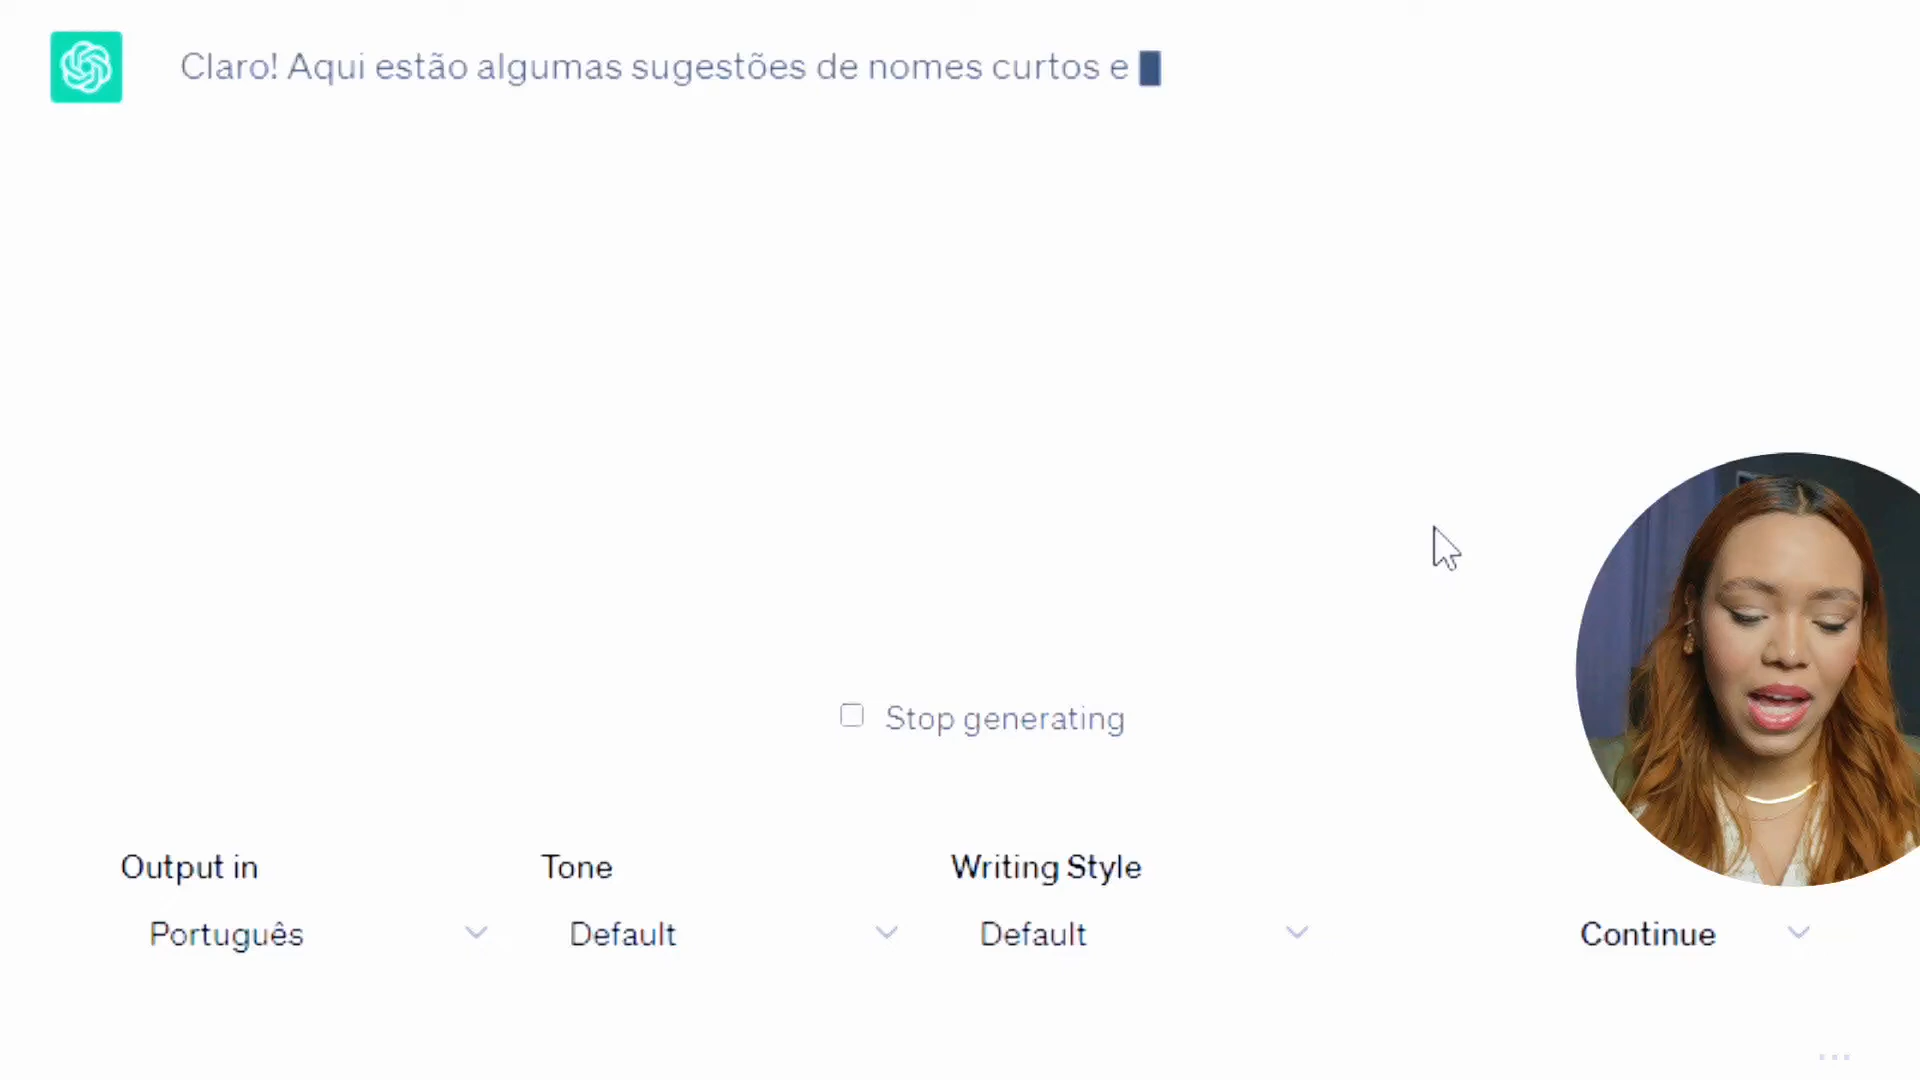 Claro! Aqui estão algumas sugestões de nomes curtos e
Stop generating
Output in
Tone
Writing Style
Português
Default
Default
Continue